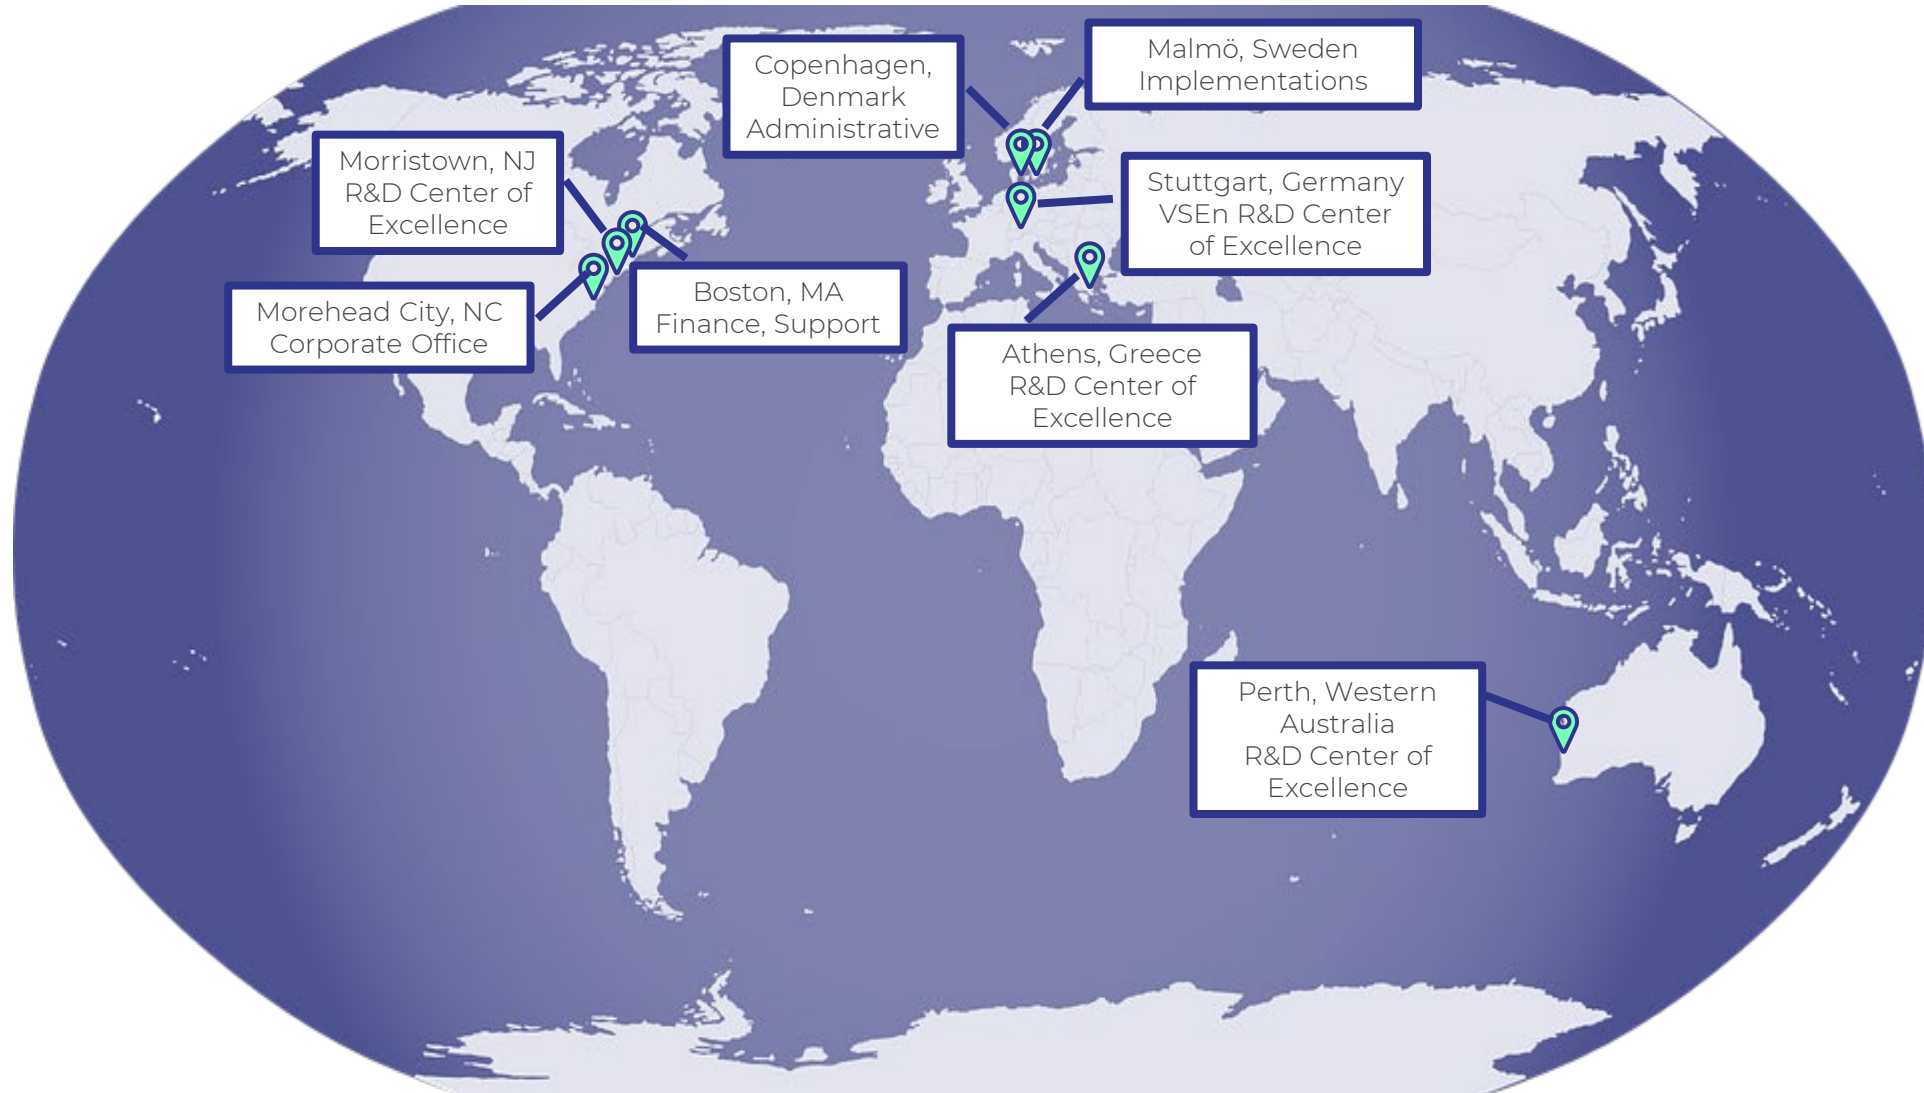 Copenhagen,
Denmark
Administrative
Malmö, Sweden
Implementations
Morristown, NJ
R&D Center of
Excellence
Stuttgart, Germany
VSEn R&D Center
of Excellence
Morehead City, NC
Corporate Office
Boston, MA
Finance, Support
Athens, Greece
R&D Center of
Excellence
Perth, Western
Australia
R&D Center of
Excellence